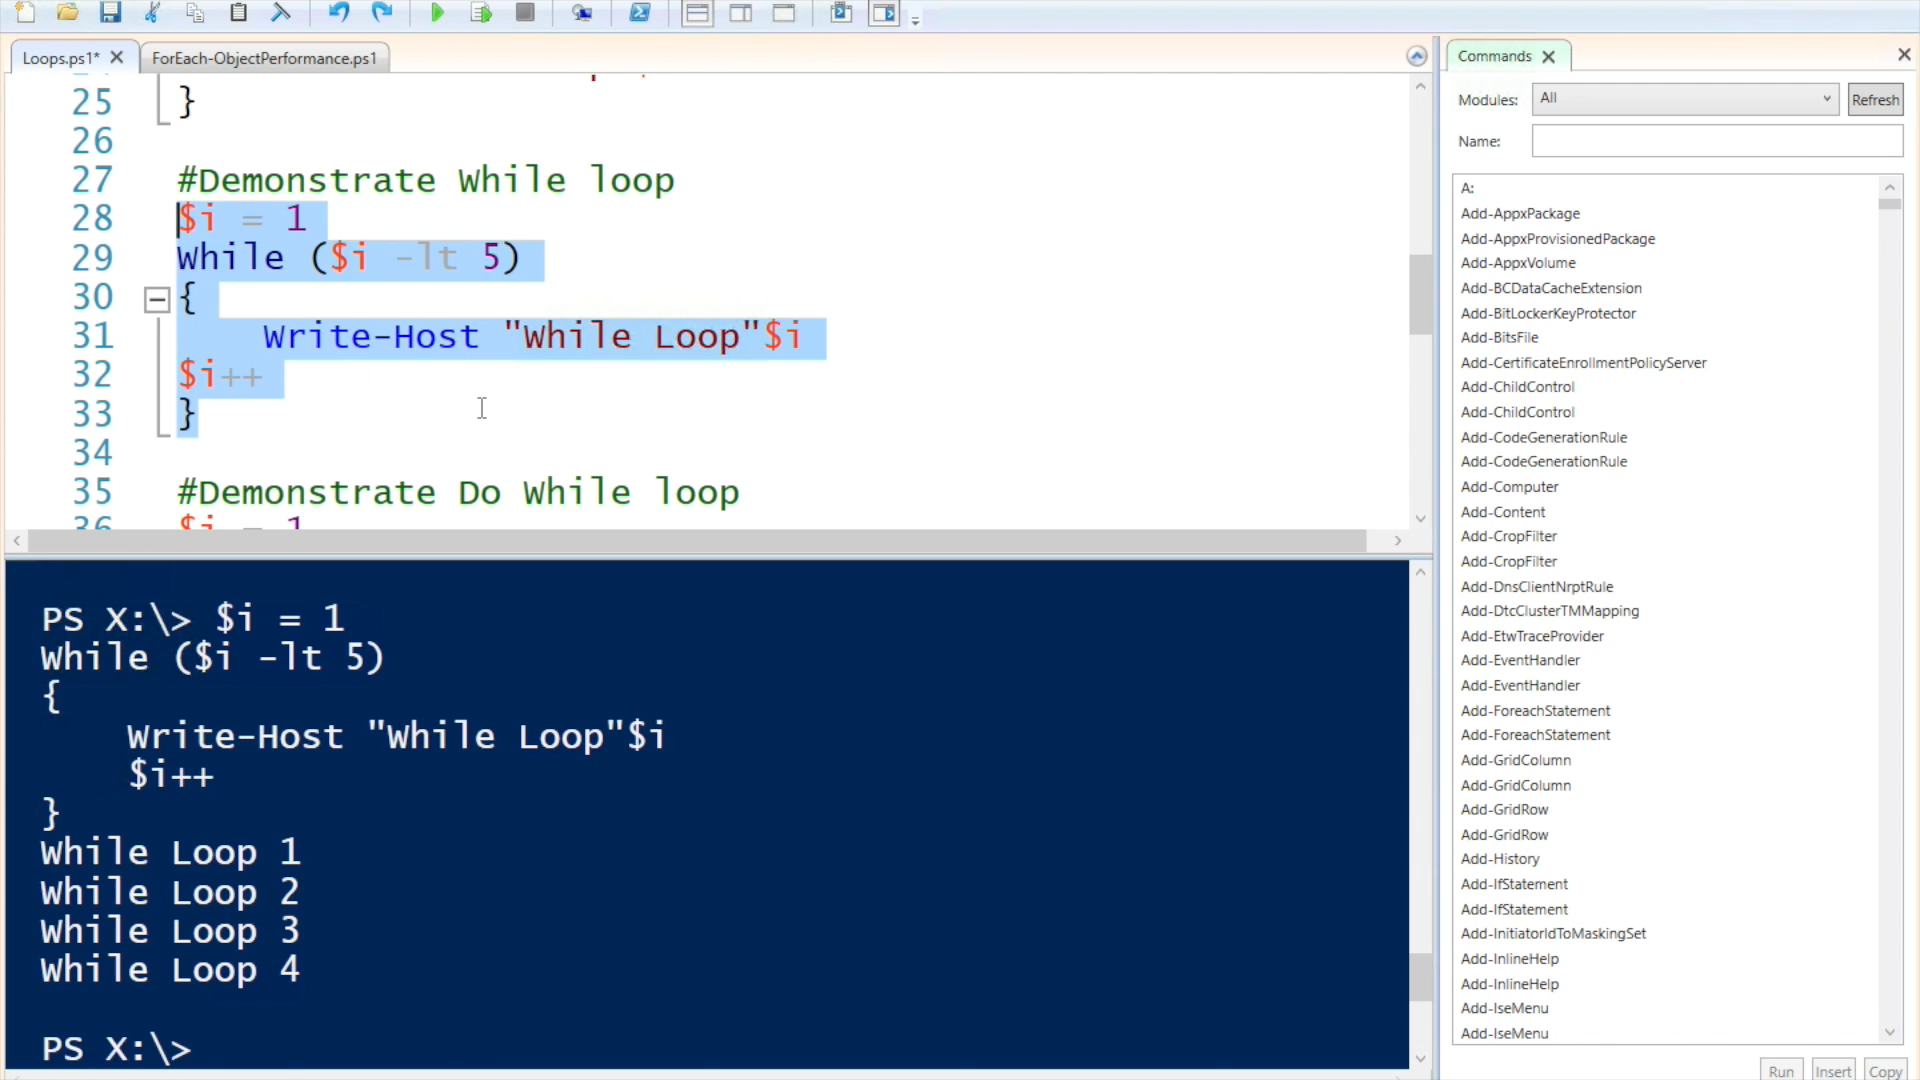 Loops.ps1* ForEach-ObjectPerformance.ps1
25 }
26
27 #Demonstrate While loop
28 $i = 1
29 While ($i -lt 5)
30 {
31 Write-Host "While Loop"$i
32 $i++
33 }
34
35 #Demonstrate Do While loop
36 $i = 1
PS X:\> $i = 1
While ($i -lt 5)
{
Write-Host "While Loop"$i
$i++
}
While Loop 1
While Loop 2
While Loop 3
While Loop 4
PS X:\>
Commands
Modules: All Refresh
Name:
A:
Add-AppxPackage
Add-AppxProvisionedPackage
Add-AppxVolume
Add-BCDataCacheExtension
Add-BitLockerKeyProtector
Add-BitsFile
Add-CertificateEnrollmentPolicyServer
Add-ChildControl
Add-ChildControl
Add-CodeGenerationRule
Add-CodeGenerationRule
Add-Computer
Add-Content
Add-CropFilter
Add-CropFilter
Add-DnsClientNrptRule
Add-DtcClusterTMMapping
Add-EtwTraceProvider
Add-EventHandler
Add-EventHandler
Add-ForeachStatement
Add-ForeachStatement
Add-GridColumn
Add-GridColumn
Add-GridRow
Add-GridRow
Add-History
Add-IfStatement
Add-IfStatement
Add-InitiatorIdToMaskingSet
Add-InlineHelp
Add-InlineHelp
Add-IseMenu
Add-IseMenu
Run Insert Copy